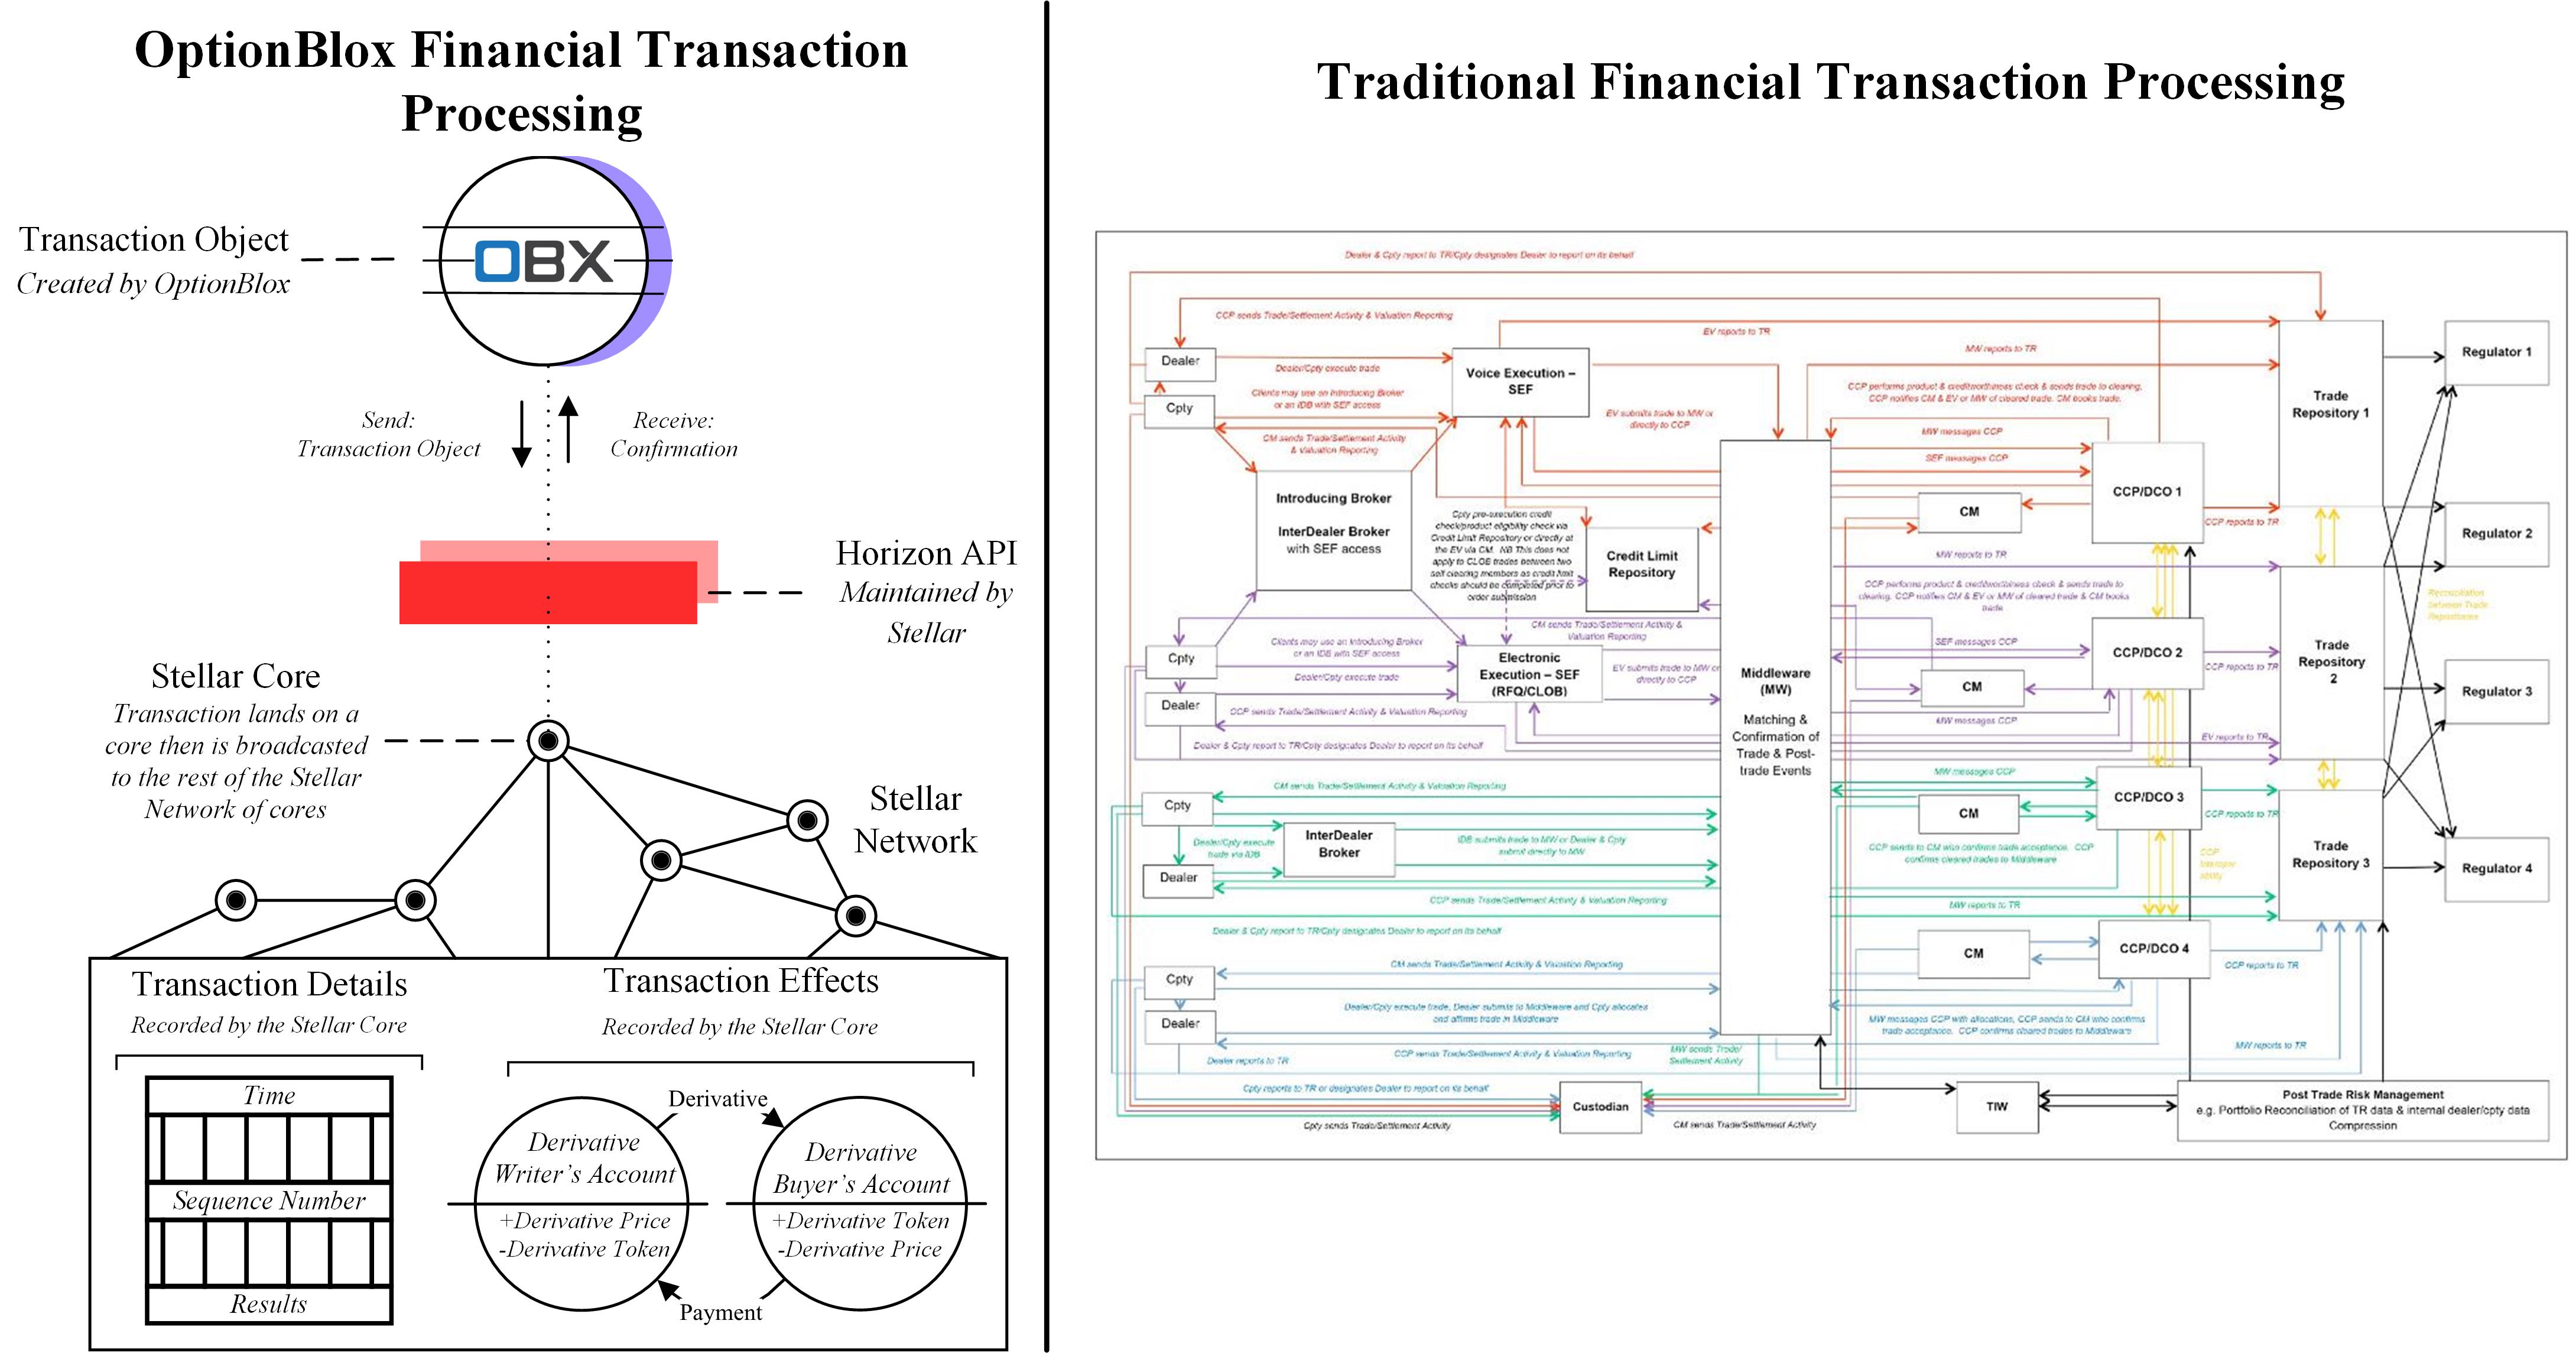 OptionBlox Financial Transaction
Processing
Transaction Object
Created by OptionBlox
OBX
Send:
Transaction Object
Receive:
Confirmation
Horizon API
Maintained by
Stellar
Stellar Core
Transaction lands on a
core then is broadcasted
to the rest of the Stellar
Network of cores
Stellar
Network
Transaction Details
Recorded by the Stellar Core
Time
Sequence Number
Results
Transaction Effects
Recorded by the Stellar Core
Derivative
Derivative
Writer's Account
+Derivative Price
-Derivative Token
Derivative
Buyer's Account
+Derivative Token
-Derivative Price
Payment
Traditional Financial Transaction Processing
Dealer & Cpty report to TR/Cpty designates Dealer to report on its behalf
CCP sends Trade/Settlement Activity & Valuation Reporting
EV reports to TR
MW reports to TR
Dealer
Dealer/Cpty execute trade
Voice Execution –
SEF
Cpty
Clients may use an Introducing Broker
or an IDB with SEF access
CCP performs product & creditworthiness check & sends trade to clearing.
CCP notifies CM & EV or MW of cleared trade. CM books trade.
EV submits trade to MW or
directly to CCP
CM sends Trade/Settlement Activity
& Valuation Reporting
MW messages CCP
SEF messages CCP
Trade
Repository 1
Regulator 1
Introducing Broker
InterDealer Broker
with SEF access
Cpty pre-execution credit
check/product eligibility check via
Credit Limit Repository or directly at
the EV via CM. NB This does not
apply to CLOB trades between two
self clearing members as credit limit
checks should be completed prior to
order submission
Credit Limit
Repository
CM
CCP/DCO 1
CCP reports to TR
Regulator 2
MW reports to TR
CCP performs product & creditworthiness check & sends trade to
clearing. CCP notifies CM & EV or MW of cleared trade & CM books
trade
Reconciliation
between Trade
Repositories
CM sends Trade/Settlement Activity &
Valuation Reporting
Cpty
Clients may use an Introducing Broker
or an IDB with SEF access
Dealer/Cpty execute trade
Electronic
Execution – SEF
(RFQ/CLOB)
EV submits trade to MW or
directly to CCP
SEF messages CCP
CCP/DCO 2
CCP reports to TR
Trade
Repository
2
Dealer
CCP sends Trade/Settlement Activity & Valuation Reporting
Middleware
(MW)
Matching &
Confirmation of
Trade & Post-
trade Events
CM
MW messages CCP
Regulator 3
Dealer & Cpty report to TR/Cpty designates Dealer to report on its behalf
EV reports to TR
CM sends Trade/Settlement Activity & Valuation Reporting
MW messages CCP
Cpty
Dealer/Cpty execute
trade via IDB
InterDealer
Broker
IDB submits trade to MW or Dealer & Cpty
submit directly to MW
CM
CCP/DCO 3
CCP reports to TR
CCP sends to CM who confirms trade acceptance. CCP
confirms cleared trades to Middleware
CCP
Trade
Repository 3
Regulator 4
Dealer
CCP sends Trade/Settlement Activity & Valuation Reporting
MW reports to TR
Dealer & Cpty report to TR/Cpty designates Dealer to report on its behalf
CM sends Trade/Settlement Activity & Valuation Reporting
CM
CCP/DCO 4
CCP reports to TR
Cpty
Dealer/Cpty execute trade, Dealer submits to Middleware and Cpty allocates
and affirms trade in Middleware
Dealer
MW messages CCP with allocations, CCP sends to CM who confirms
trade acceptance. CCP confirms cleared trades to Middleware
CCP sends Trade/Settlement Activity & Valuation Reporting
Dealer reports to TR
MW sends Trade/
Settlement Activity
MW reports to TR
Cpty reports to TR or designates Dealer to report on its behalf
Custodian
Cpty sends Trade/Settlement Activity
CM sends Trade/Settlement Activity
TIW
Post Trade Risk Management
e.g. Portfolio Reconciliation of TR data & internal dealer/cpty data
Compression